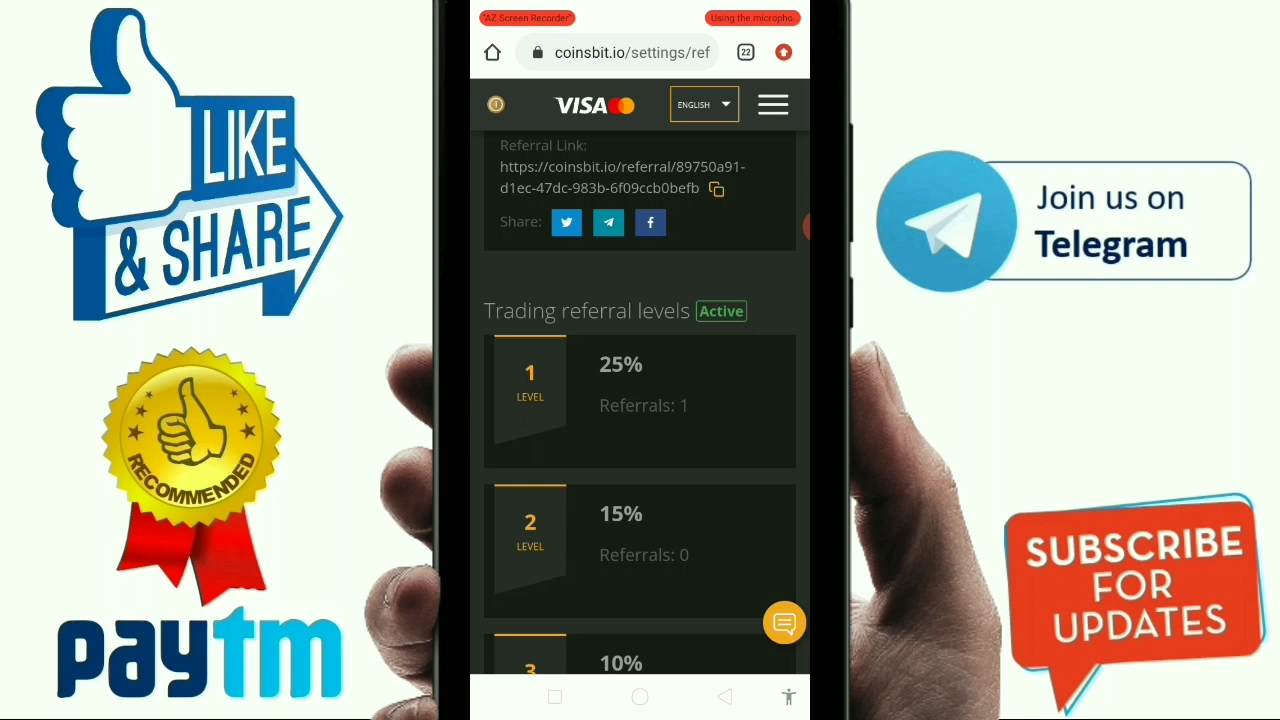 LIKE
& SHARE
RECOMMENDED
paytm
"AZ Screen Recorder"
Using the micropho...
coinsbit.io/settings/ref
22
VISA
ENGLISH
Referral Link:
https://coinsbit.io/referral/89750a91-
d1ec-47dc-983b-6f09ccb0befb
Share:
Trading referral levels Active
1
LEVEL
25%
Referrals: 1
2
LEVEL
15%
Referrals: 0
3
10%
Join us on
Telegram
SUBSCRIBE
FOR
UPDATES